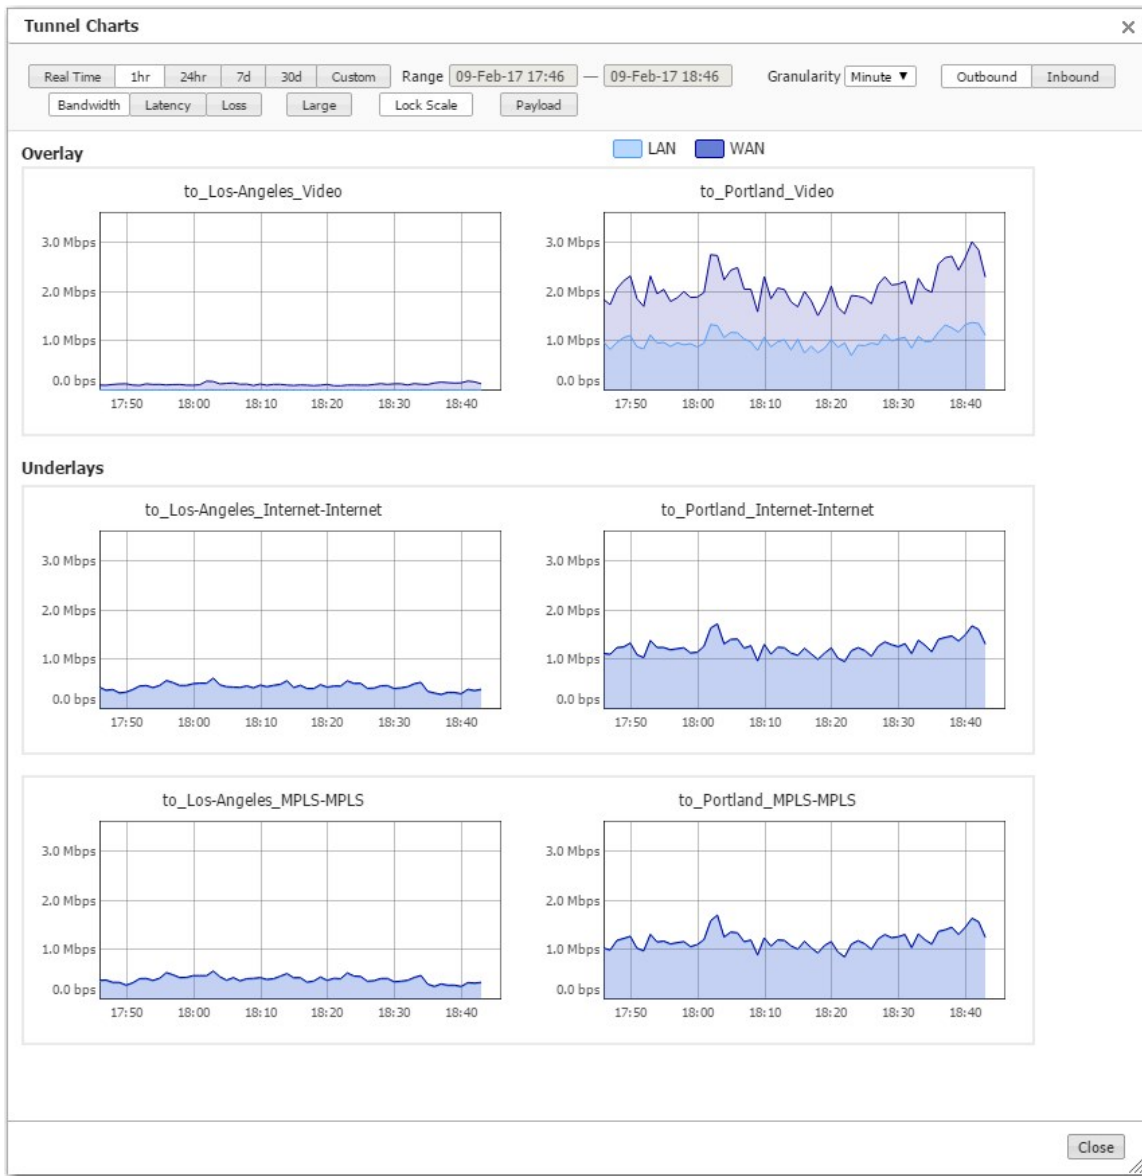 Tunnel Charts ×
Real Time 1hr 24hr 7d 30d Custom Range 09-Feb-17 17:46 — 09-Feb-17 18:46 Granularity Minute ▼ Outbound Inbound
Bandwidth Latency Loss Large Lock Scale Payload
LAN WAN
Overlay
to_Los-Angeles_Video
3.0 Mbps
2.0 Mbps
1.0 Mbps
0.0 bps
17:50 18:00 18:10 18:20 18:30 18:40
to_Portland_Video
3.0 Mbps
2.0 Mbps
1.0 Mbps
0.0 bps
17:50 18:00 18:10 18:20 18:30 18:40
Underlays
to_Los-Angeles_Internet-Internet
3.0 Mbps
2.0 Mbps
1.0 Mbps
0.0 bps
17:50 18:00 18:10 18:20 18:30 18:40
to_Portland_Internet-Internet
3.0 Mbps
2.0 Mbps
1.0 Mbps
0.0 bps
17:50 18:00 18:10 18:20 18:30 18:40
to_Los-Angeles_MPLS-MPLS
3.0 Mbps
2.0 Mbps
1.0 Mbps
0.0 bps
17:50 18:00 18:10 18:20 18:30 18:40
to_Portland_MPLS-MPLS
3.0 Mbps
2.0 Mbps
1.0 Mbps
0.0 bps
17:50 18:00 18:10 18:20 18:30 18:40
Close